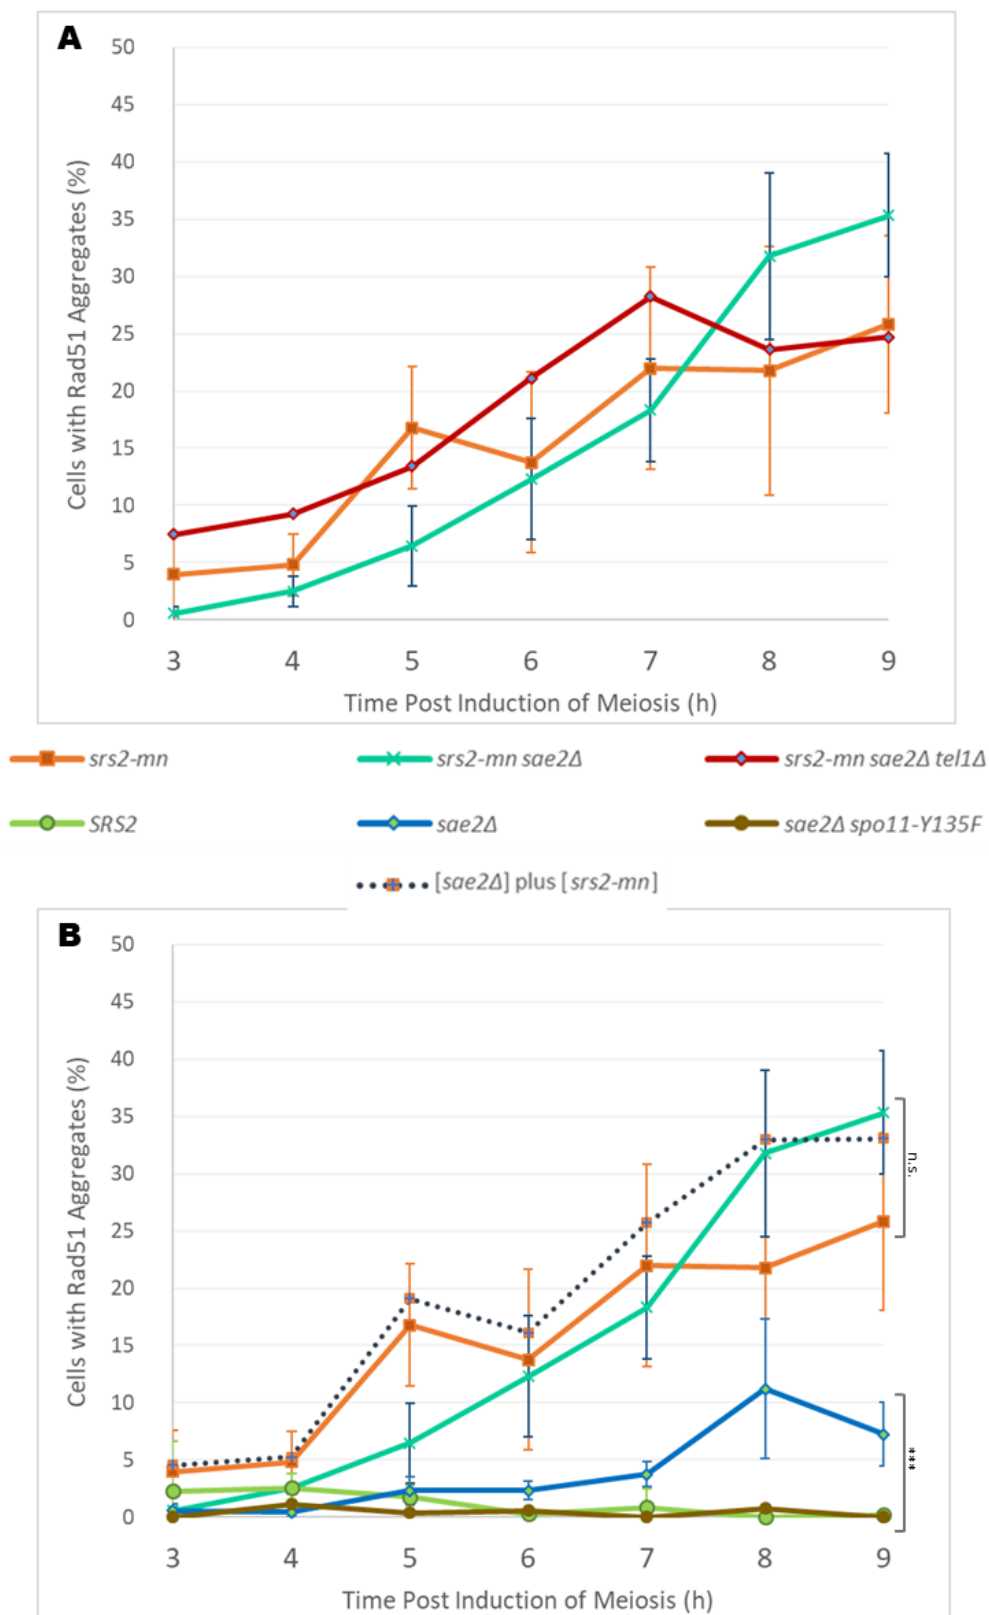 A
50
45
40
35
30
25
20
15
10
5
0
Cells with Rad51 Aggregates (%)
3 4 5 6 7 8 9
Time Post Induction of Meiosis (h)
srs2-mn srs2-mn sae2Δ srs2-mn sae2Δ tel1Δ
SRS2 sae2Δ sae2Δ spo11-Y135F
[sae2Δ] plus [srs2-mn]
B
50
45
40
35
30
25
20
15
10
5
0
Cells with Rad51 Aggregates (%)
n.s.
***
3 4 5 6 7 8 9
Time Post Induction of Meiosis (h)